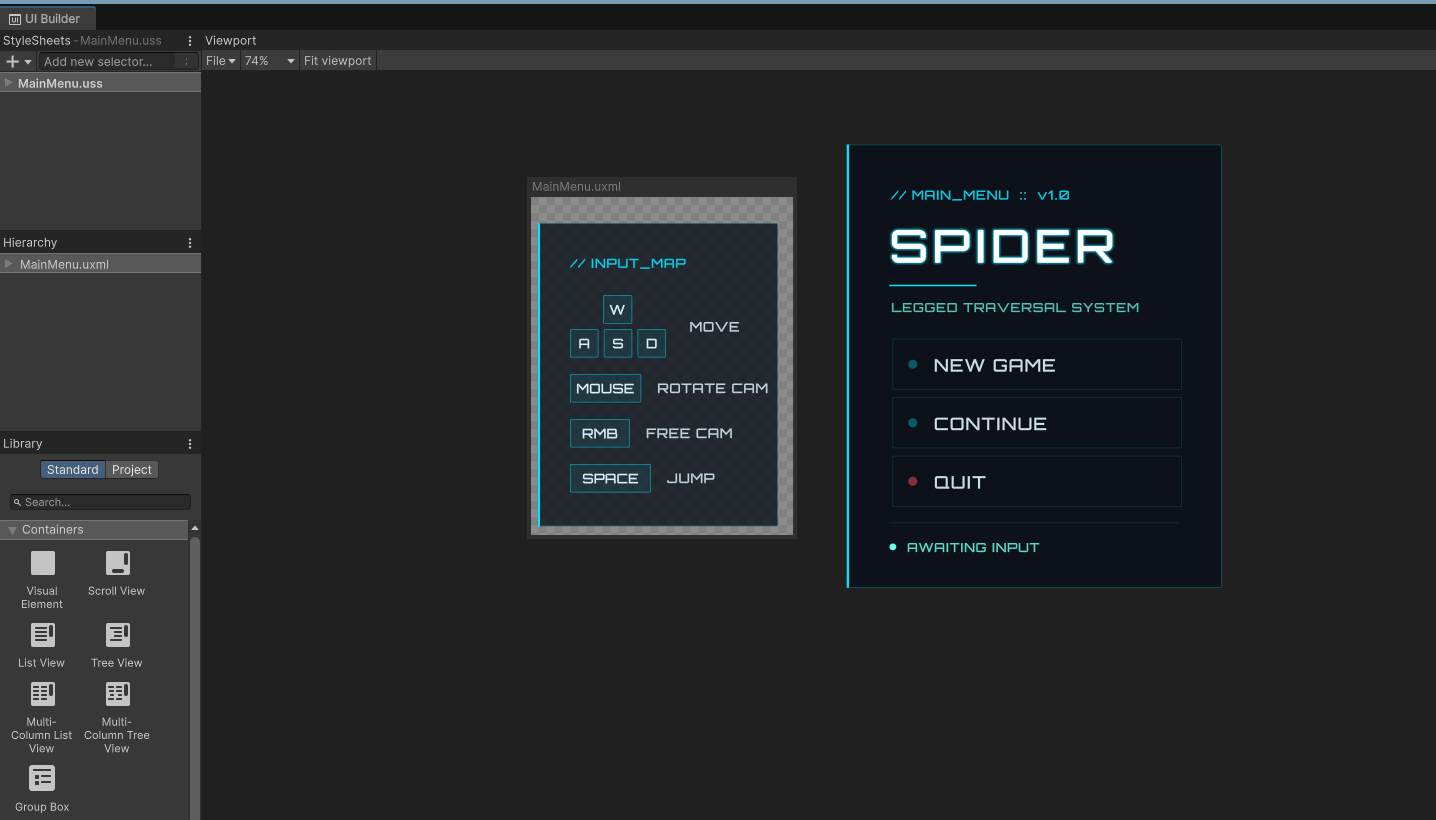 UI Builder
StyleSheets - MainMenu.uss
Add new selector...
MainMenu.uss
Hierarchy
MainMenu.uxml
Library
Standard Project
Search...
Containers
Visual Element
Scroll View
List View
Tree View
Multi-Column List View
Multi-Column Tree View
Group Box
Viewport
File 74% Fit viewport
MainMenu.uxml
// INPUT_MAP
W
A S D
MOVE
MOUSE ROTATE CAM
RMB FREE CAM
SPACE JUMP
// MAIN_MENU :: v1.0
SPIDER
LEGGED TRAVERSAL SYSTEM
NEW GAME
CONTINUE
QUIT
AWAITING INPUT